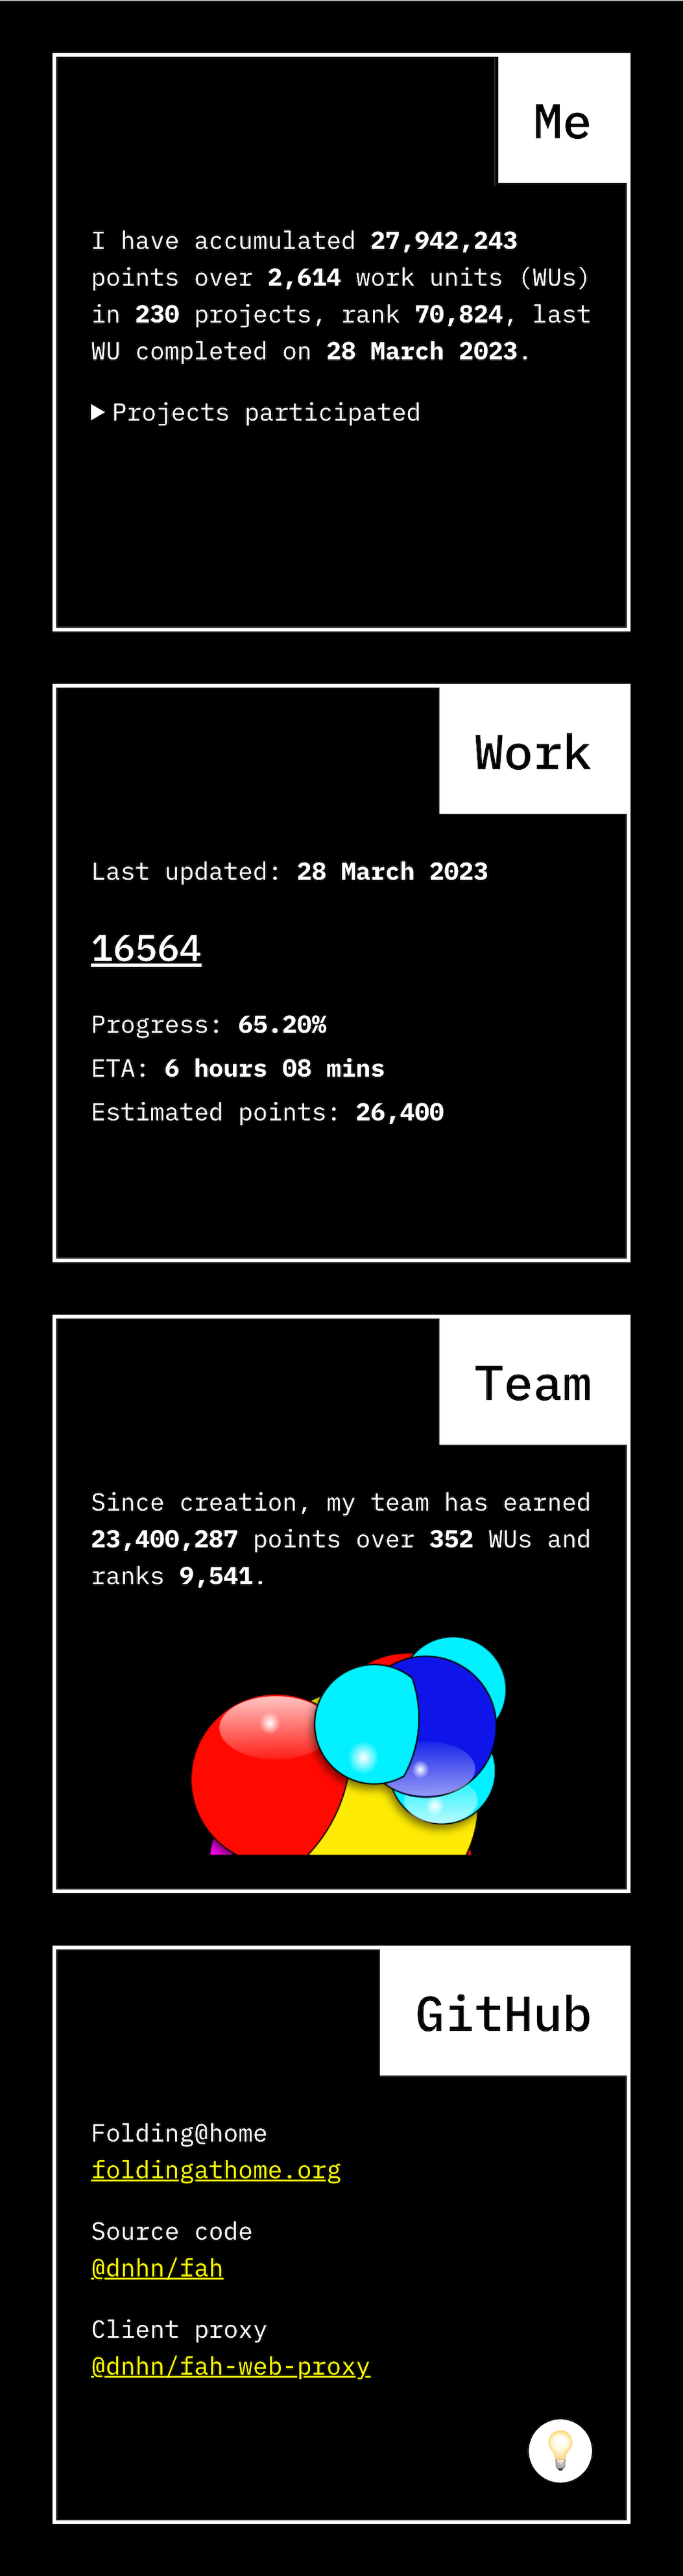 Me
I have accumulated 27,942,243
points over 2,614 work units (WUs)
in 230 projects, rank 70,824, last
WU completed on 28 March 2023.
Projects participated
Work
Last updated: 28 March 2023
16564
Progress: 65.20%
ETA: 6 hours 08 mins
Estimated points: 26,400
Team
Since creation, my team has earned
23,400,287 points over 352 WUs and
ranks 9,541.
GitHub
Folding@home
foldingathome.org
Source code
@dnhn/fah
Client proxy
@dnhn/fah-web-proxy